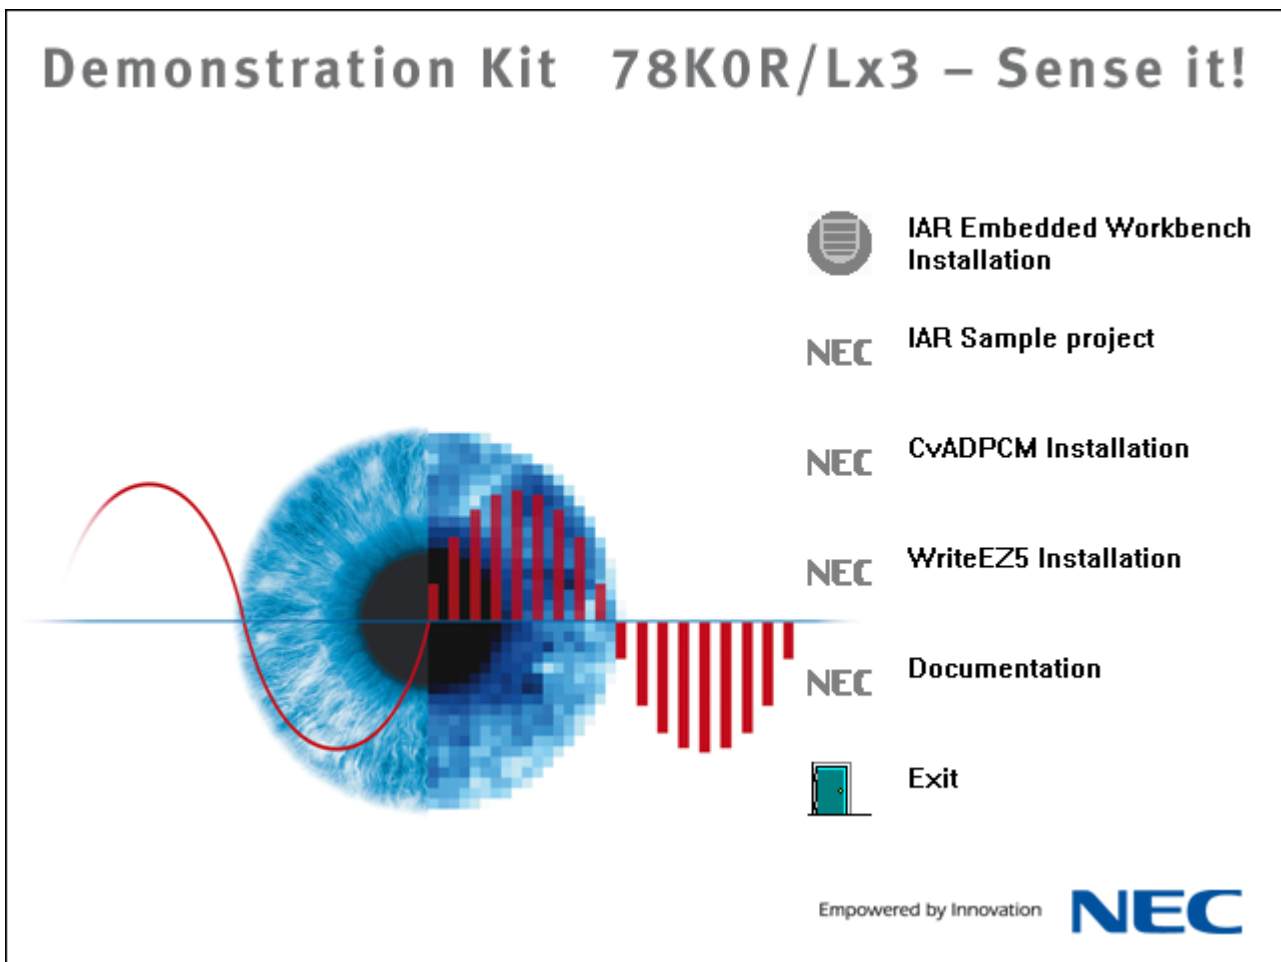 Demonstration Kit 78K0R/Lx3 – Sense it!
IAR Embedded Workbench
Installation
NEC IAR Sample project
NEC CvADPCM Installation
NEC WriteEZ5 Installation
NEC Documentation
Exit
Empowered by Innovation NEC